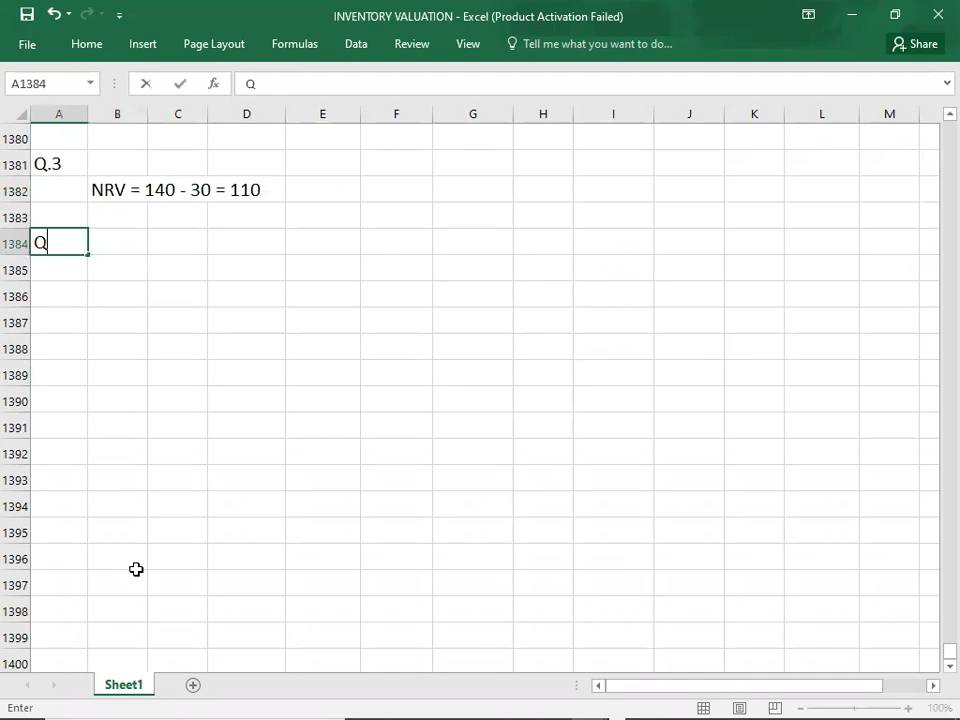 INVENTORY VALUATION - Excel (Product Activation Failed)
File Home Insert Page Layout Formulas Data Review View Tell me what you want to do... Share
A1384 fx Q
A B C D E F G H I J K L M
1380
1381 Q.3
1382 NRV = 140 - 30 = 110
1383
1384 Q
1385
1386
1387
1388
1389
1390
1391
1392
1393
1394
1395
1396
1397
1398
1399
1400
Sheet1
Enter 100%